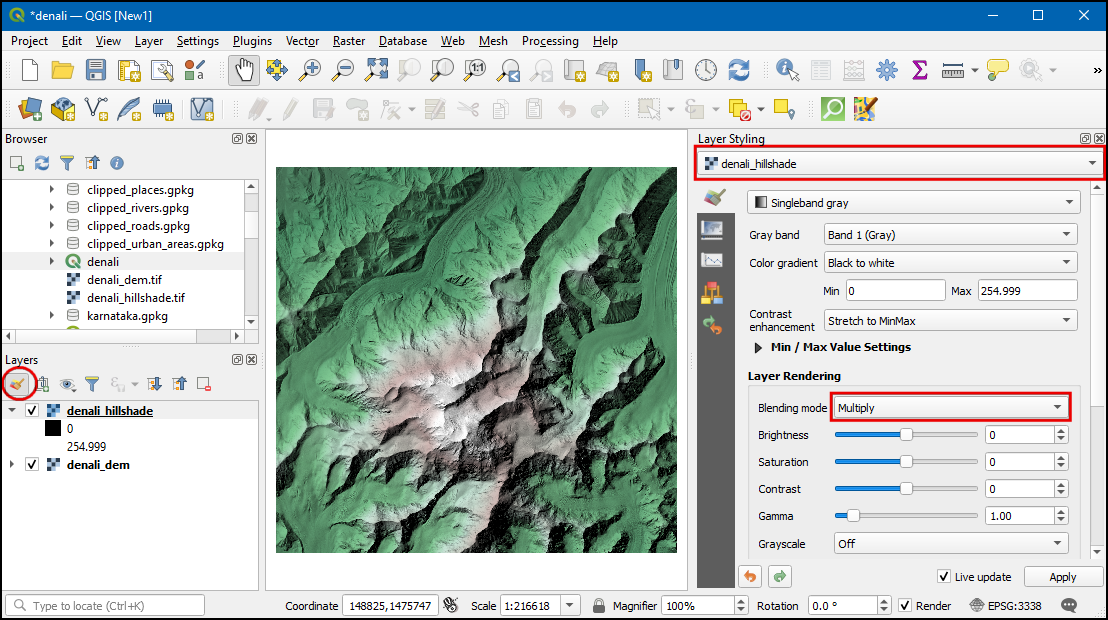 *denali — QGIS [New1]
Project Edit View Layer Settings Plugins Vector Raster Database Web Mesh Processing Help
1:1
»
Browser
clipped_places.gpkg
clipped_rivers.gpkg
clipped_roads.gpkg
clipped_urban_areas.gpkg
denali
denali_dem.tif
denali_hillshade.tif
karnataka.gpkg
Layers
denali_hillshade
0
254.999
denali_dem
Layer Styling
denali_hillshade
Singleband gray
Gray band Band 1 (Gray)
Color gradient Black to white
Min 0 Max 254.999
Contrast
enhancement Stretch to MinMax
Min / Max Value Settings
Layer Rendering
Blending mode Multiply
Brightness 0
Saturation 0
Contrast 0
Gamma 1.00
Grayscale Off
Live update Apply
Type to locate (Ctrl+K) Coordinate 148825,1475747 Scale 1:216618 Magnifier 100% Rotation 0.0 ° Render EPSG:3338